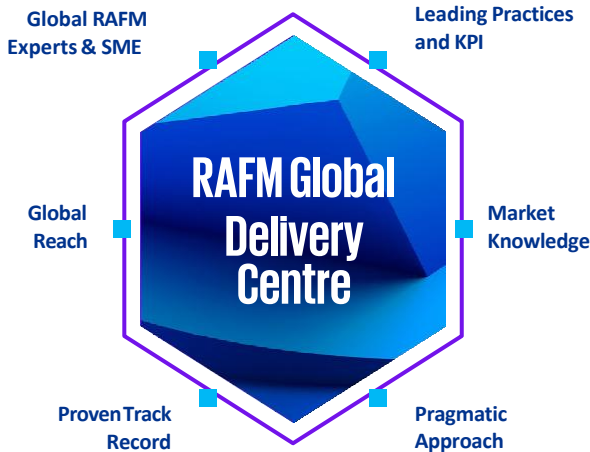 Global RAFM
Experts & SME
Leading Practices
and KPI
RAFM Global
Delivery
Centre
Global
Reach
Market
Knowledge
Proven Track
Record
Pragmatic
Approach